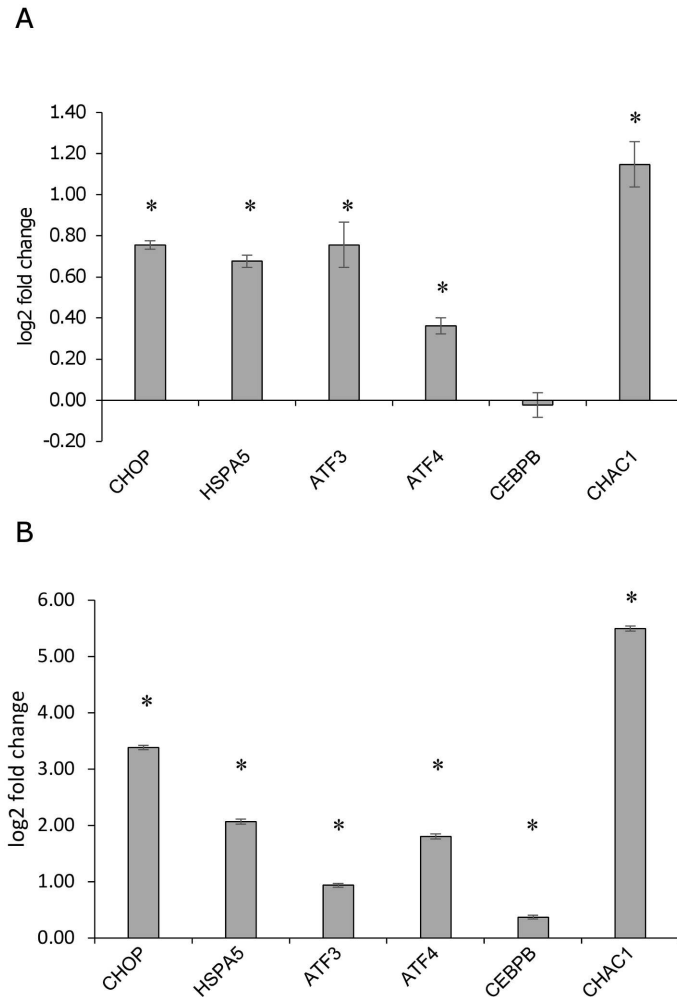 A
1.40
1.20
1.00
0.80
0.60
0.40
0.20
0.00
-0.20
log2 fold change
* * * * *
CHOP HSPA5 ATF3 ATF4 CEBPB CHAC1
B
6.00
5.00
4.00
3.00
2.00
1.00
0.00
log2 fold change
* * * * * *
CHOP HSPA5 ATF3 ATF4 CEBPB CHAC1